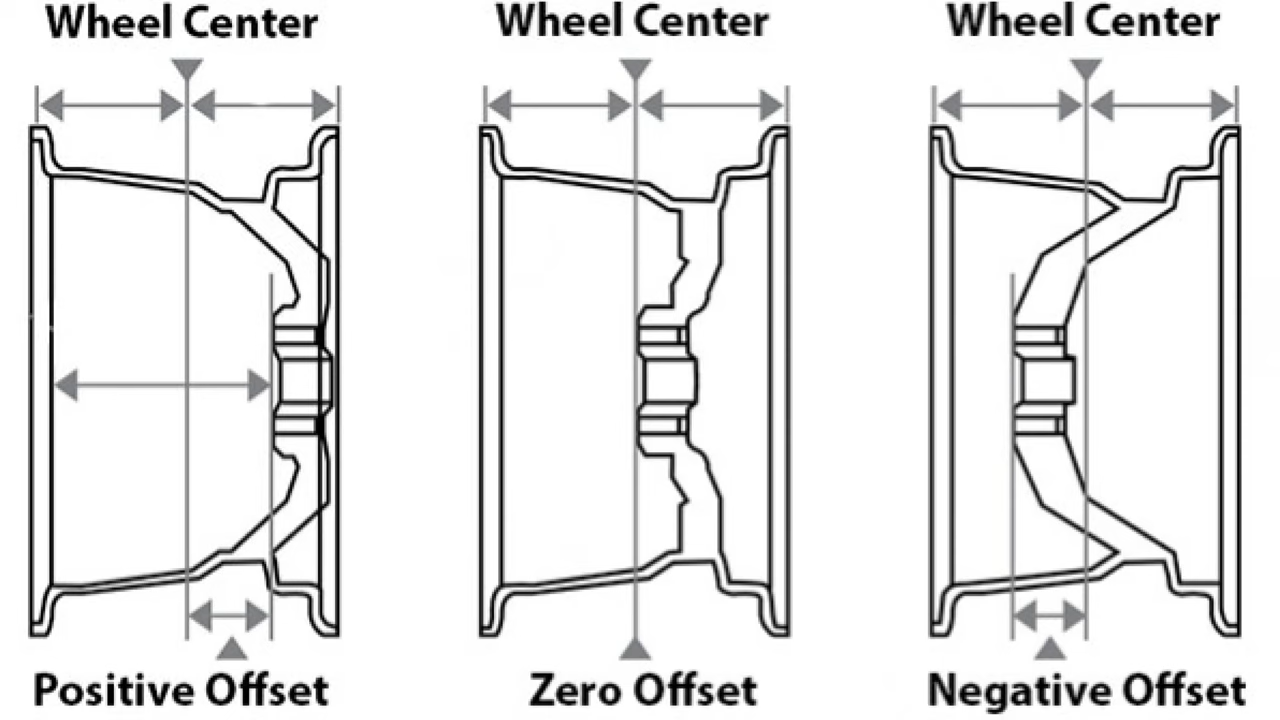 Wheel Center
Wheel Center
Wheel Center
Positive Offset
Zero Offset
Negative Offset